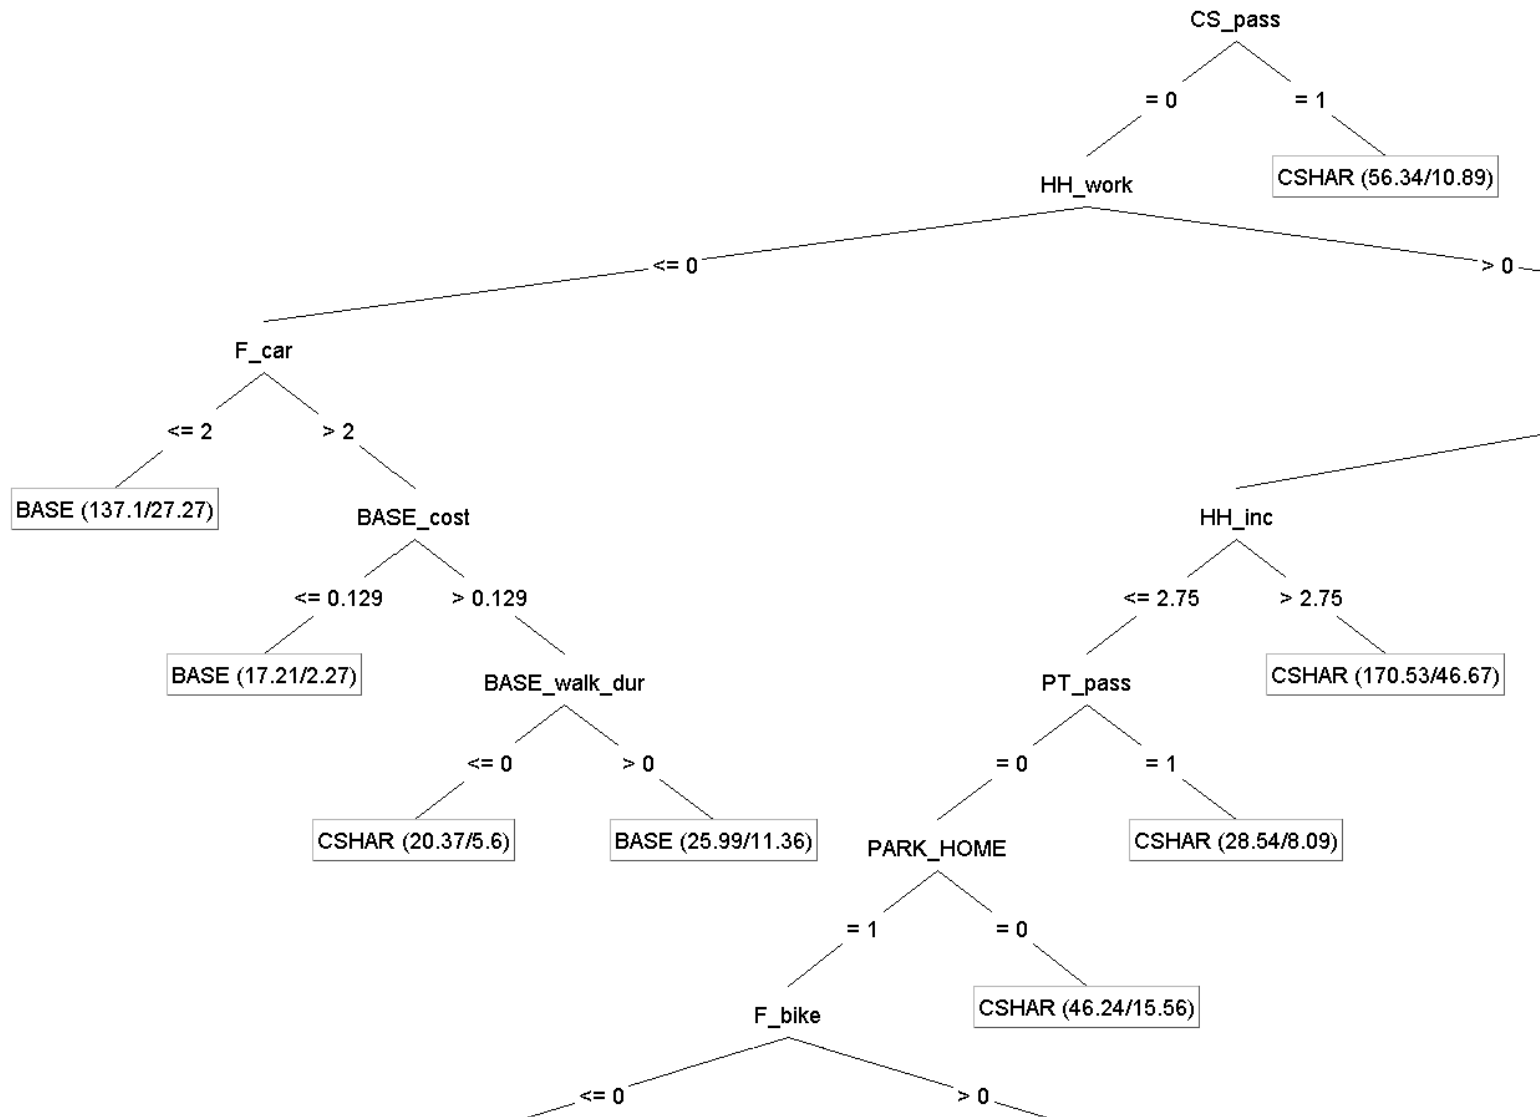 CS_pass
= 0
= 1
HH_work
CSHAR (56.34/10.89)
<= 0
> 0
F_car
<= 2
> 2
BASE (137.1/27.27)
BASE_cost
HH_inc
<= 0.129
> 0.129
<= 2.75
> 2.75
BASE (17.21/2.27)
BASE_walk_dur
PT_pass
CSHAR (170.53/46.67)
<= 0
> 0
= 0
= 1
CSHAR (20.37/5.6)
BASE (25.99/11.36)
PARK_HOME
CSHAR (28.54/8.09)
= 1
= 0
F_bike
CSHAR (46.24/15.56)
<= 0
> 0